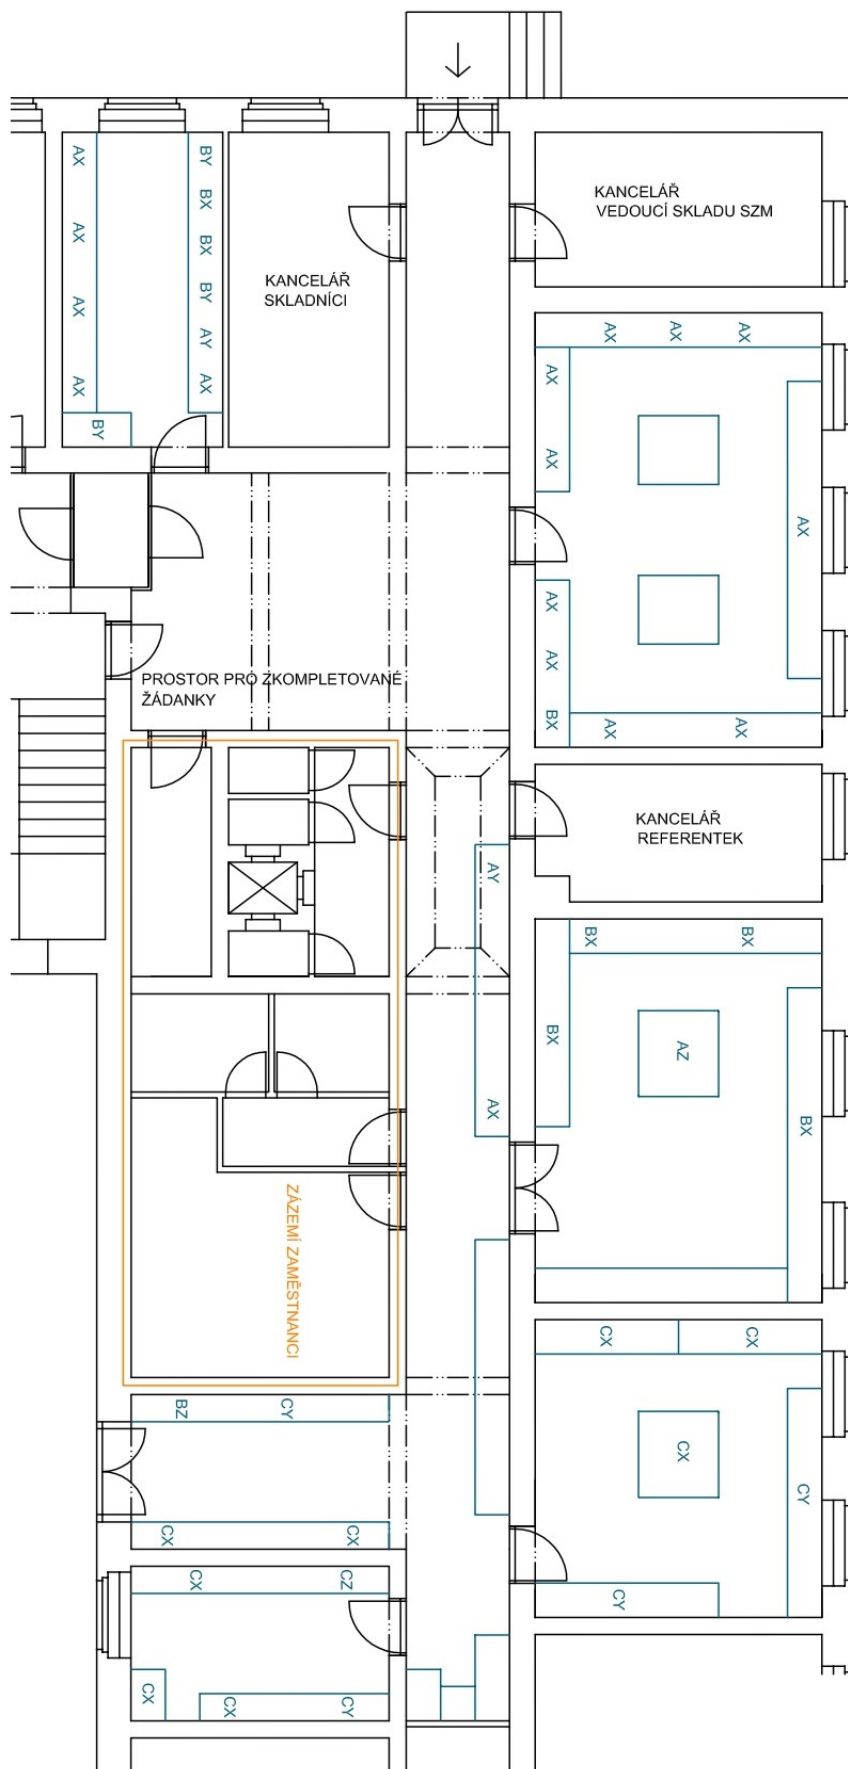 AX
BY
BX
AX
BX
BY
AX
AY
AX
AX
BY
KANCELÁŘ
SKLADNÍCI
KANCELÁŘ
VEDOUCÍ SKLADU SZM
AX
AX
AX
AX
AX
AX
AX
AX
BX
AX
AX
PROSTOR PRO ZKOMPLETOVANÉ
ŽÁDANKY
KANCELÁŘ
REFERENTEK
AY
AX
BX
BX
BX
AZ
BX
ZÁZEMÍ ZAMĚSTNANCI
CX
CX
CX
CY
CY
BZ
CY
CX
CX
CX
CZ
CX
CX
CY